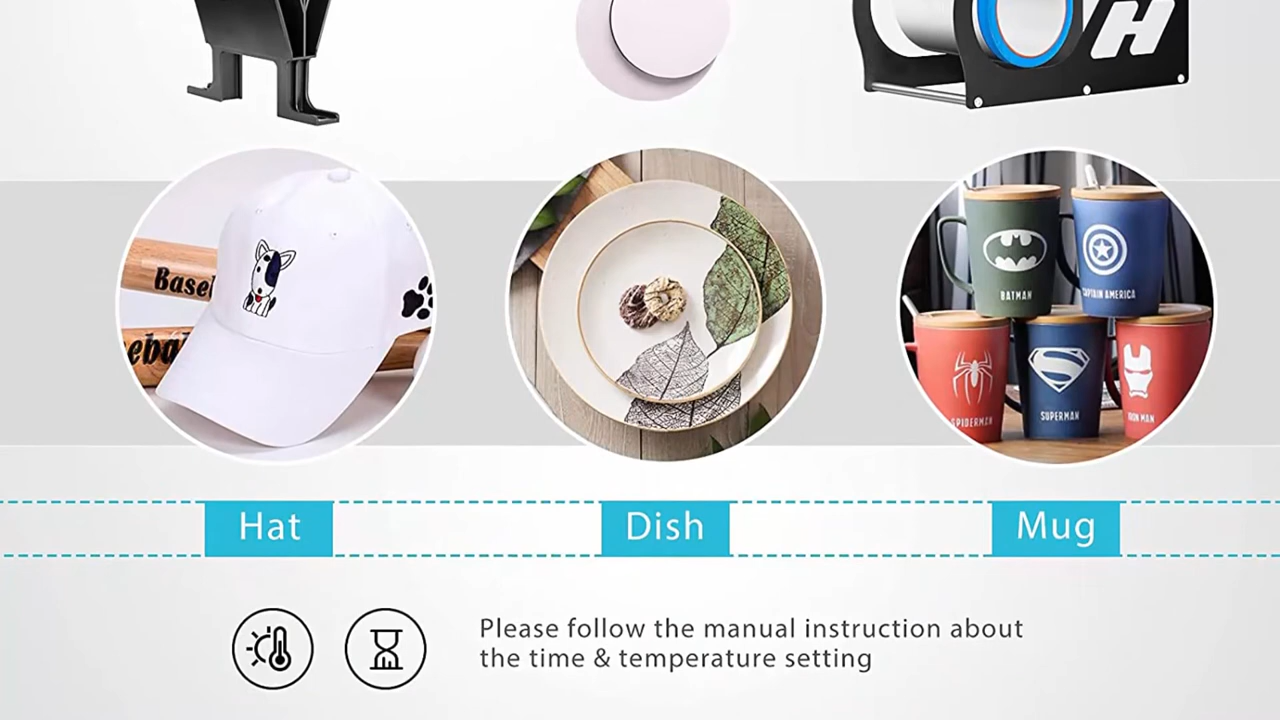 H
Basel
ebal
BATMAN
CAPTAIN AMERICA
SPIDERMAN
SUPERMAN
IRON MAN
Hat
Dish
Mug
Please follow the manual instruction about
the time & temperature setting